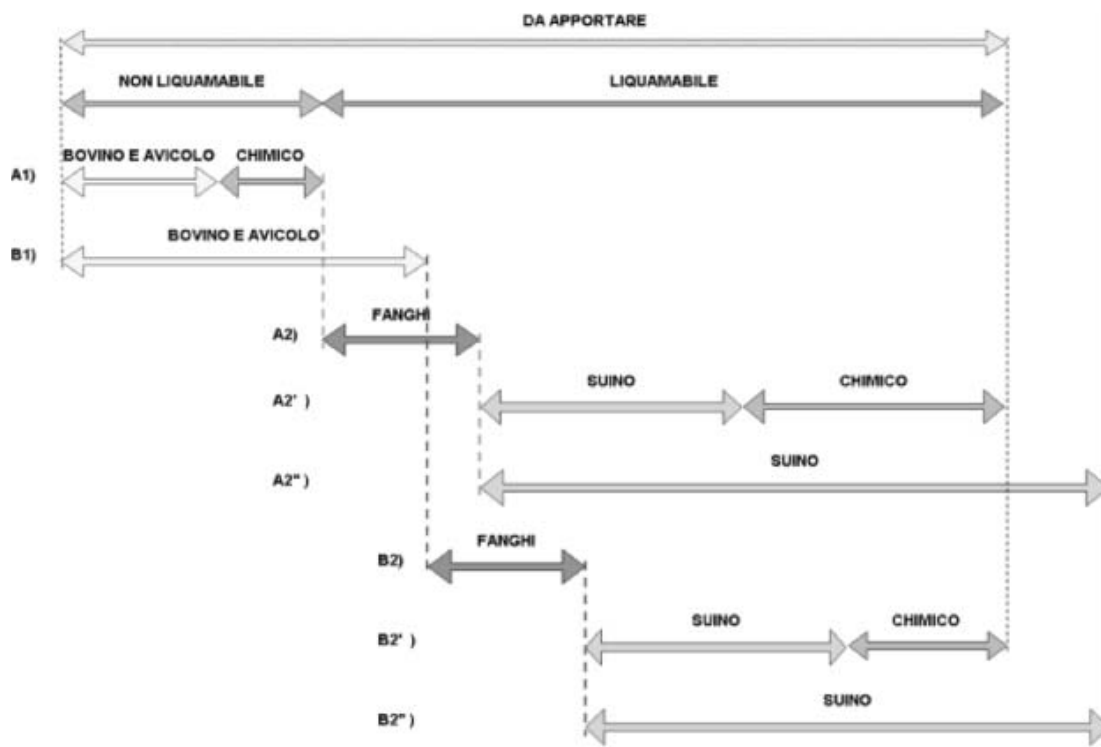 DA APPORTARE
NON LIQUAMABILE LIQUAMABILE
BOVINO E AVICOLO CHIMICO
A1)
BOVINO E AVICOLO
B1)
FANGHI
A2)
SUINO CHIMICO
A2' )
SUINO
A2" )
FANGHI
B2)
SUINO CHIMICO
B2' )
SUINO
B2" )